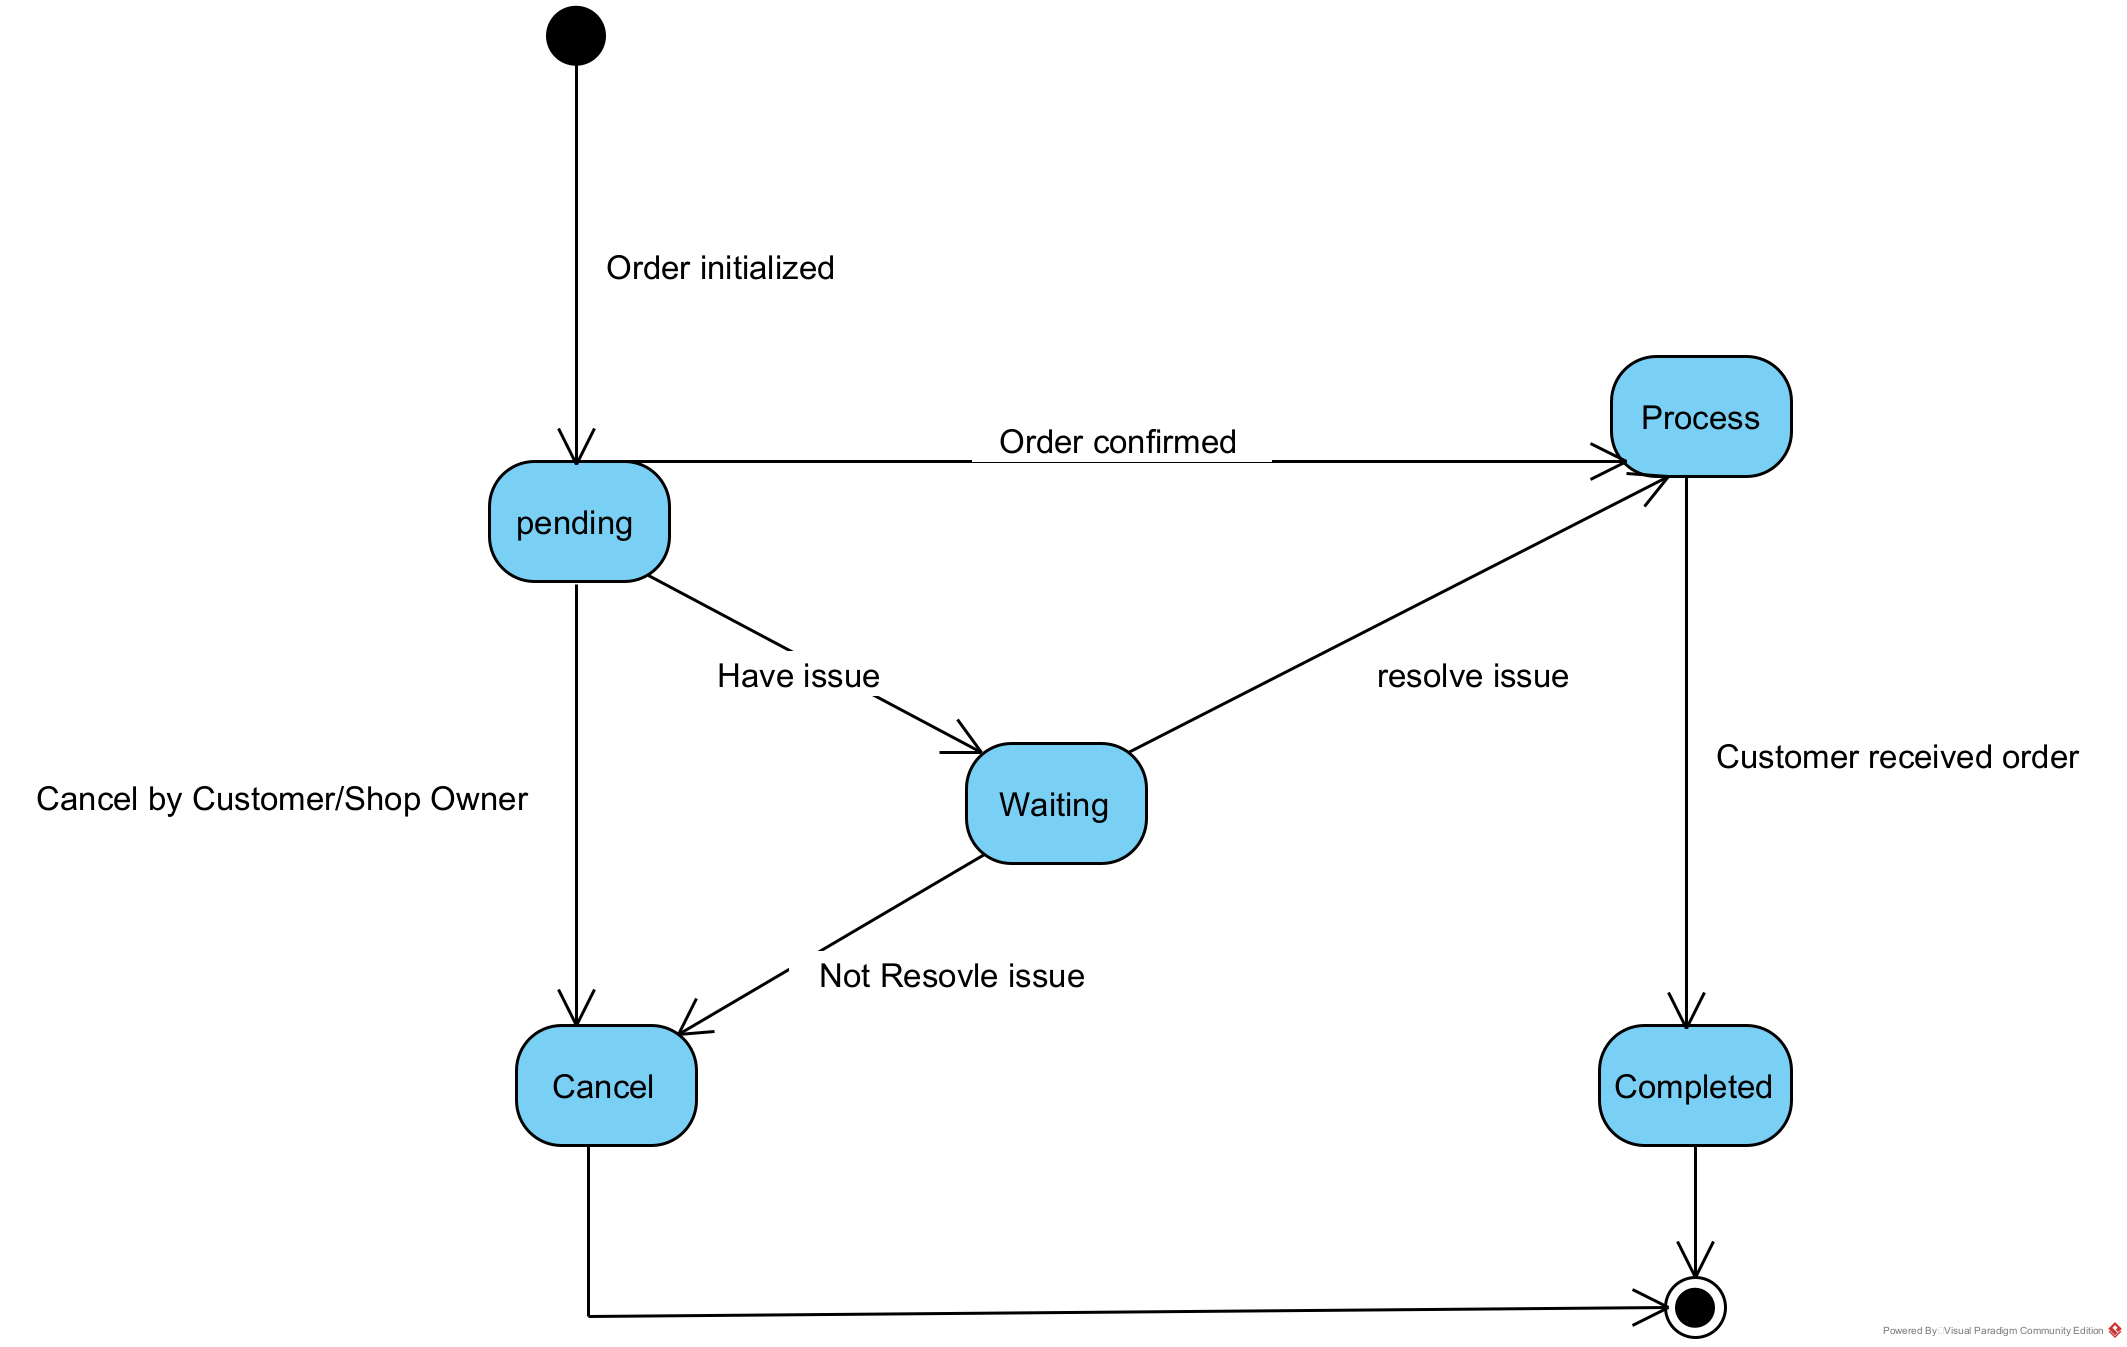 Order initialized
Process
Order confirmed
pending
Have issue
resolve issue
Customer received order
Cancel by Customer/Shop Owner
Waiting
Not Resovle issue
Cancel
Completed
Powered By Visual Paradigm Community Edition